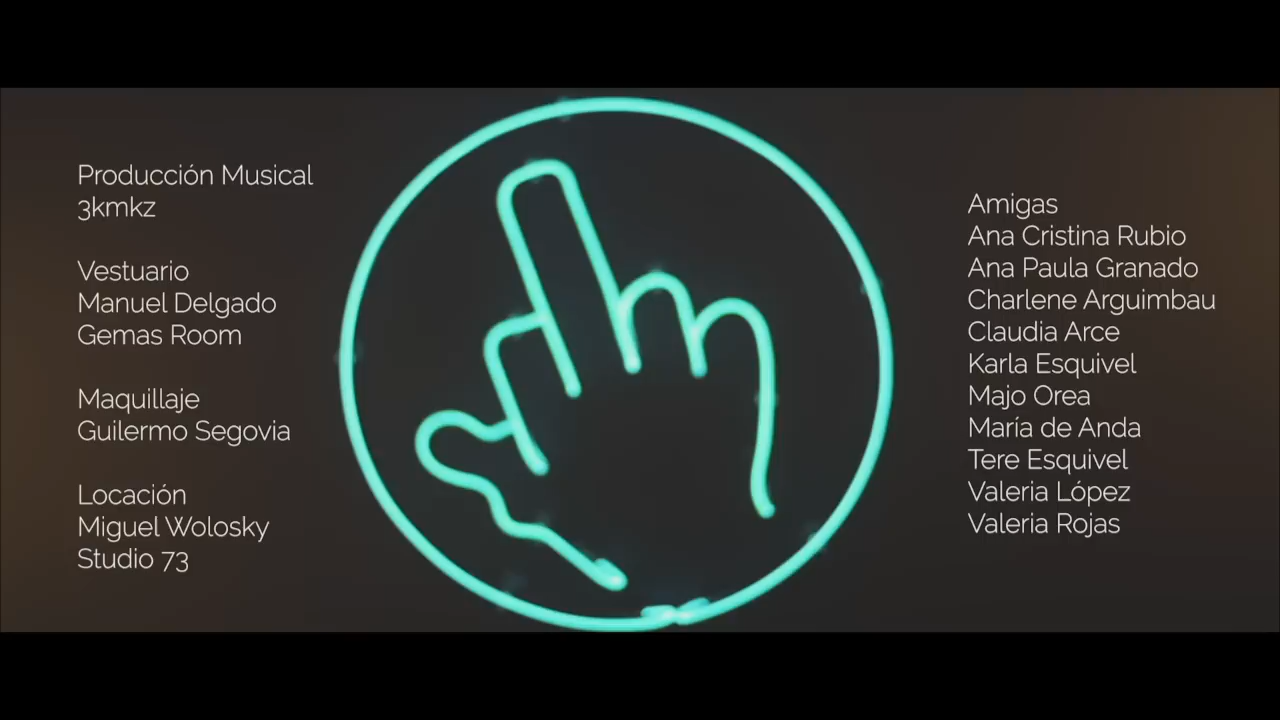 Producción Musical
3kmkz
Vestuario
Manuel Delgado
Gemas Room
Maquillaje
Guilermo Segovia
Locación
Miguel Wolosky
Studio 73
Amigas
Ana Cristina Rubio
Ana Paula Granado
Charlene Arguimbau
Claudia Arce
Karla Esquivel
Majo Orea
María de Anda
Tere Esquivel
Valeria López
Valeria Rojas